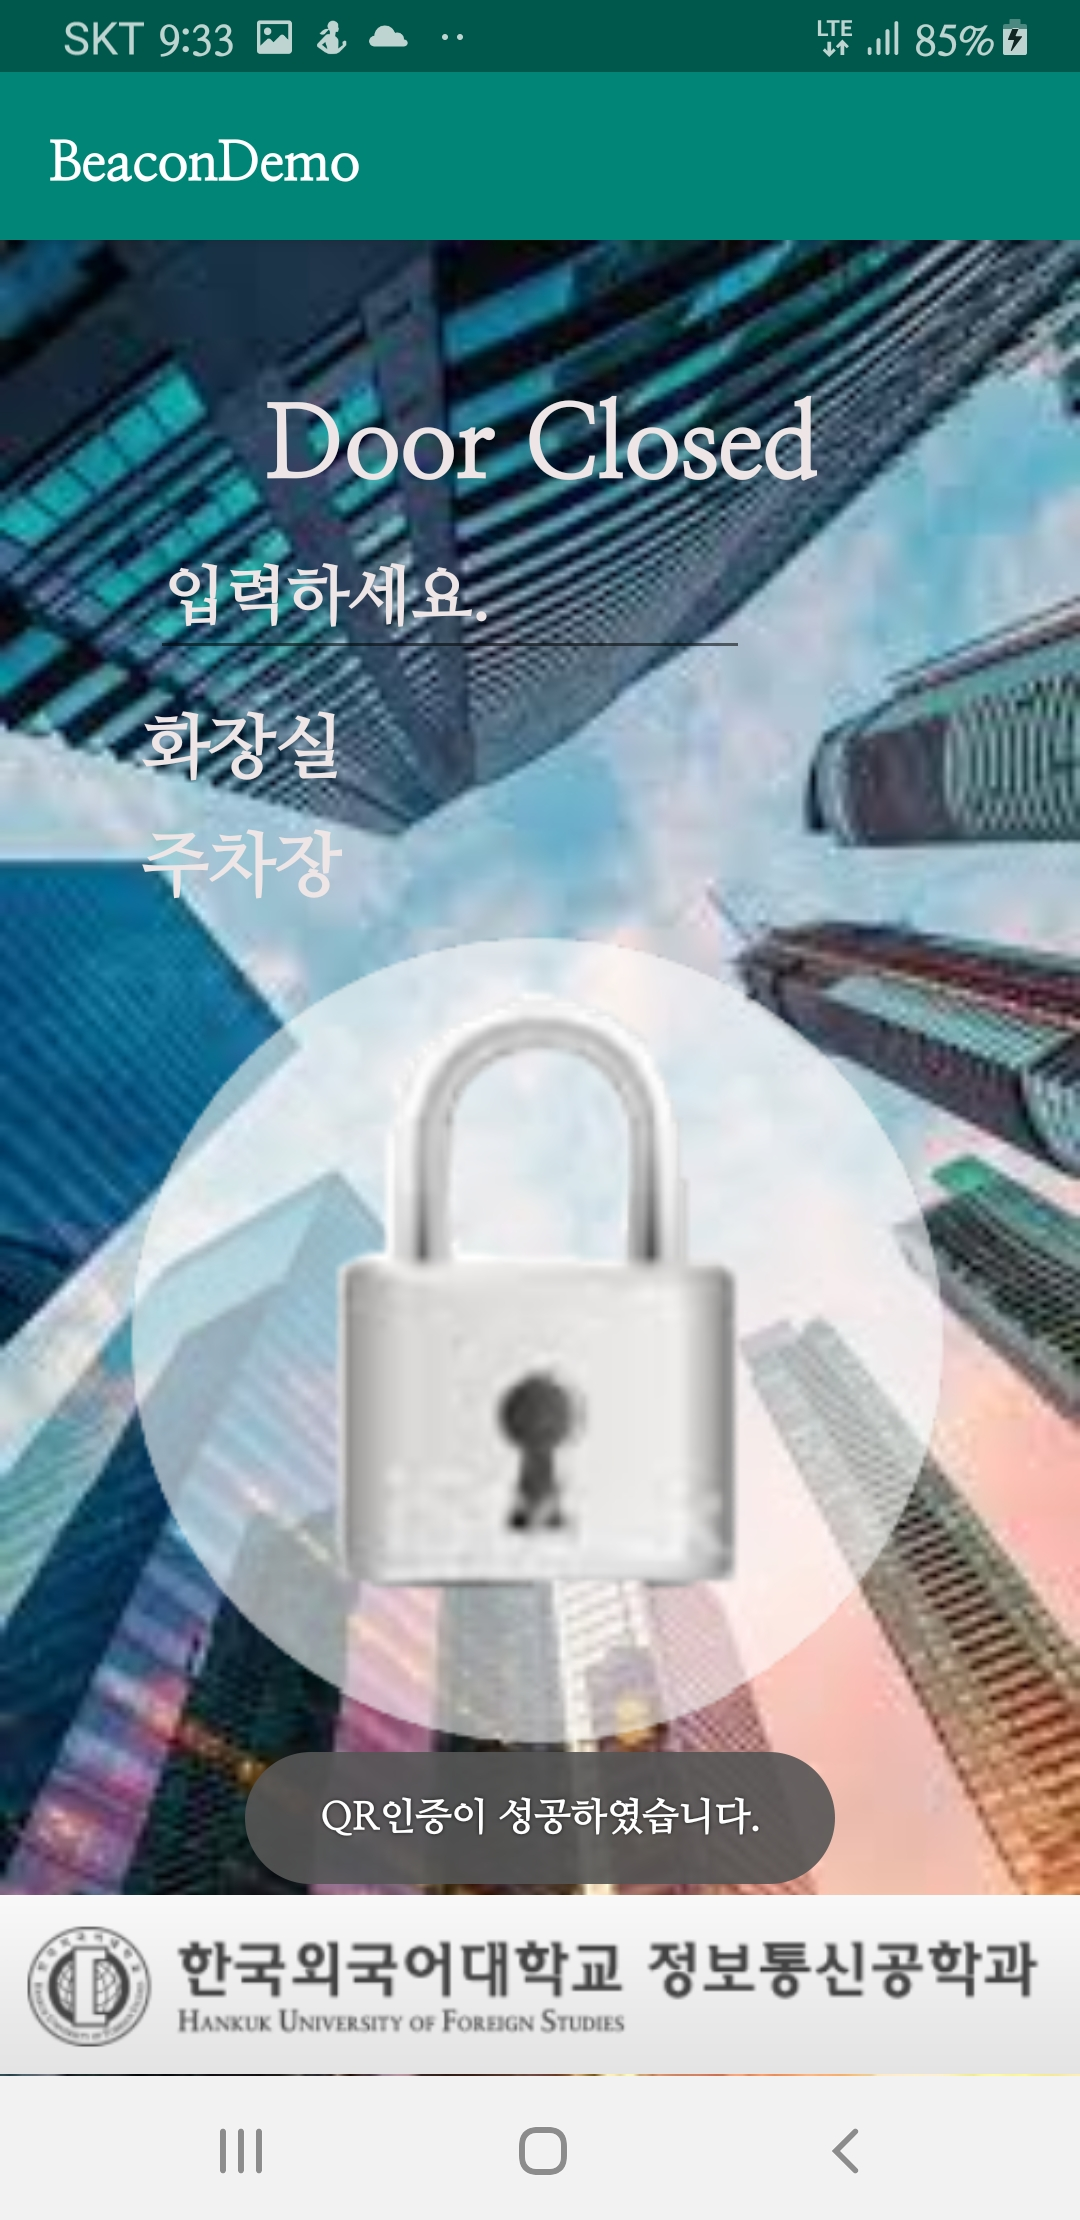 SKT 9:33 LTE 85%
BeaconDemo
Door Closed
입력하세요.
화장실
주차장
QR인증이 성공하였습니다.
한국외국어대학교 정보통신공학과
HANKUK UNIVERSITY OF FOREIGN STUDIES